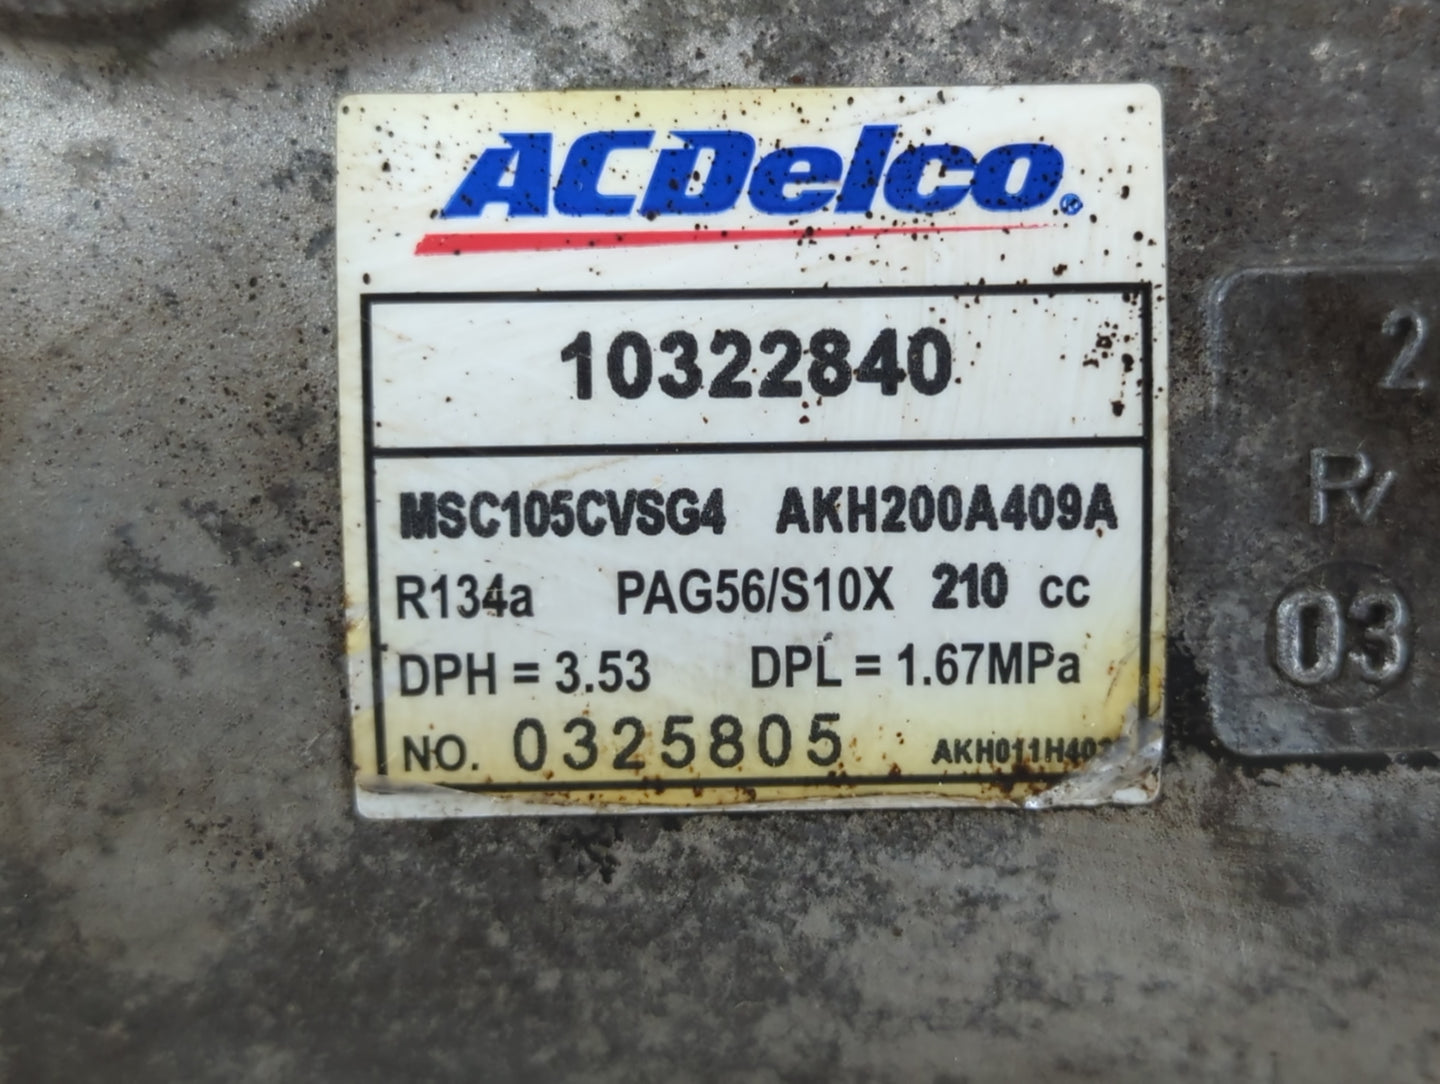 ACDelco®
10322840
MSC105CVSG4 AKH200A409A
R134a PAG56/S10X 210 cc
DPH = 3.53 DPL = 1.67MPa
NO. 0325805
2
03